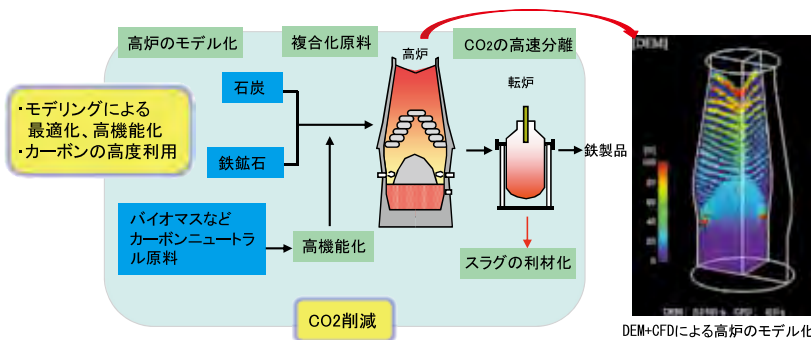 高炉のモデル化
複合化原料
高炉
CO2の高速分離
[DEM]
・モデリングによる
最適化、高機能化
・カーボンの高度利用
石炭
鉄鉱石
転炉
鉄製品
バイオマスなど
カーボンニュートラ
ル原料
高機能化
スラグの利材化
CO2削減
DEM+CFDによる高炉のモデル化